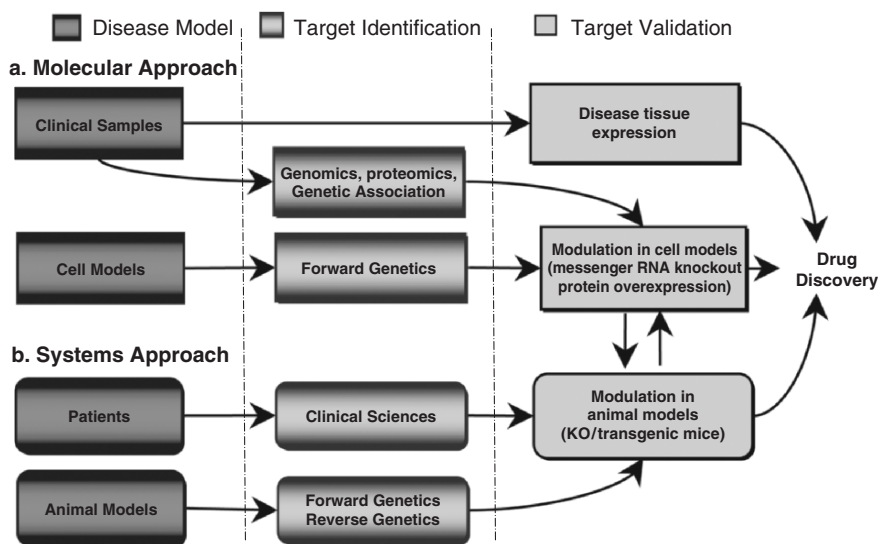 Disease Model
Target Identification
Target Validation
a. Molecular Approach
Clinical Samples
Disease tissue
expression
Genomics, proteomics,
Genetic Association
Cell Models
Forward Genetics
Modulation in cell models
(messenger RNA knockout
protein overexpression)
Drug
Discovery
b. Systems Approach
Patients
Clinical Sciences
Modulation in
animal models
(KO/transgenic mice)
Animal Models
Forward Genetics
Reverse Genetics